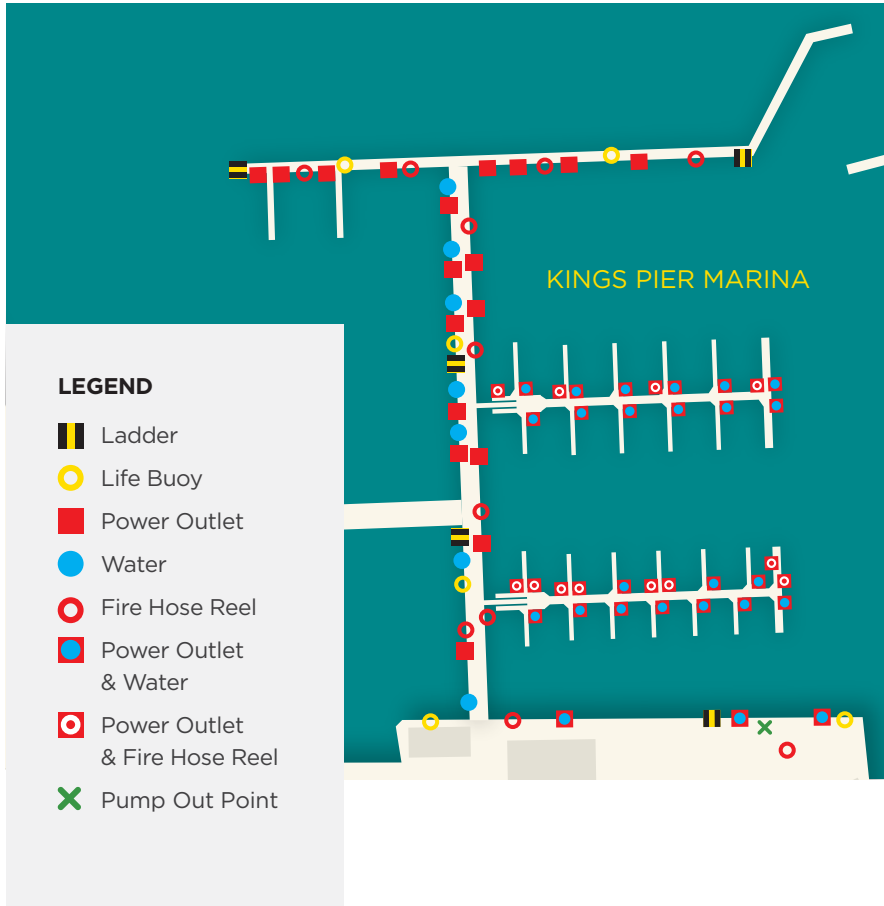 KINGS PIER MARINA
LEGEND
Ladder
Life Buoy
Power Outlet
Water
Fire Hose Reel
Power Outlet
& Water
Power Outlet
& Fire Hose Reel
Pump Out Point